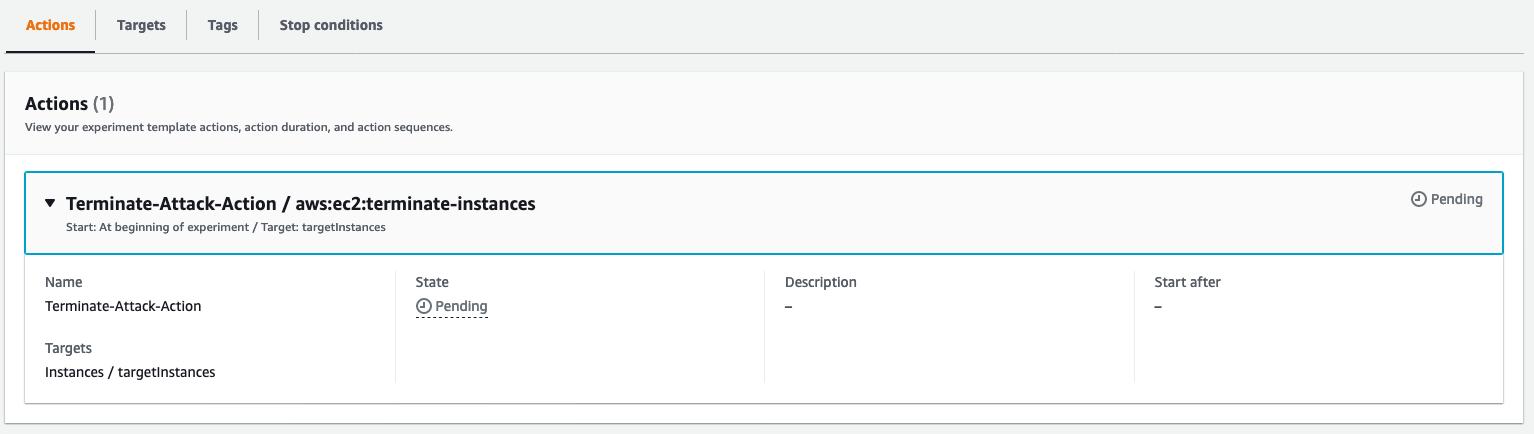 Actions Targets Tags Stop conditions
Actions (1)
View your experiment template actions, action duration, and action sequences.
Terminate-Attack-Action / aws:ec2:terminate-instances Pending
Start: At beginning of experiment / Target: targetInstances
Name State Description Start after
Terminate-Attack-Action Pending – –
Targets
Instances / targetInstances